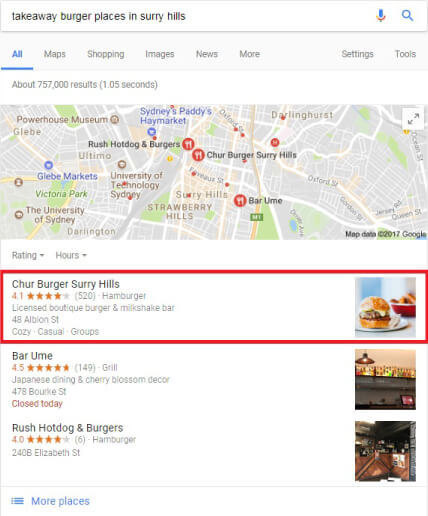 takeaway burger places in surry hills
All Maps Shopping Images News More Settings Tools
About 757,000 results (1.05 seconds)
Powerhouse Museum
Glebe
Sydney's Paddy's
Haymarket
Oxford St
Darlinghurst
Ocean St
Rush Hotdog & Burgers
Ultimo
Chur Burger Surry Hills
Glebe Markets
University of
Technology
Sydney
Victoria Park
Surry Hills
Oxford St
STRAWBERRY
HILLS
Bar Ume
The University
of Sydney
M1
Darlington
Jersey Rd
Queen St
Map data ©2017 Google
Rating Hours
Chur Burger Surry Hills
4.1 (520) · Hamburger
Licensed boutique burger & milkshake bar
48 Albion St
Cozy · Casual · Groups
Bar Ume
4.5 (149) · Grill
Japanese dining & cherry blossom decor
478 Bourke St
Closed today
Rush Hotdog & Burgers
4.0 (6) · Hamburger
240B Elizabeth St
More places